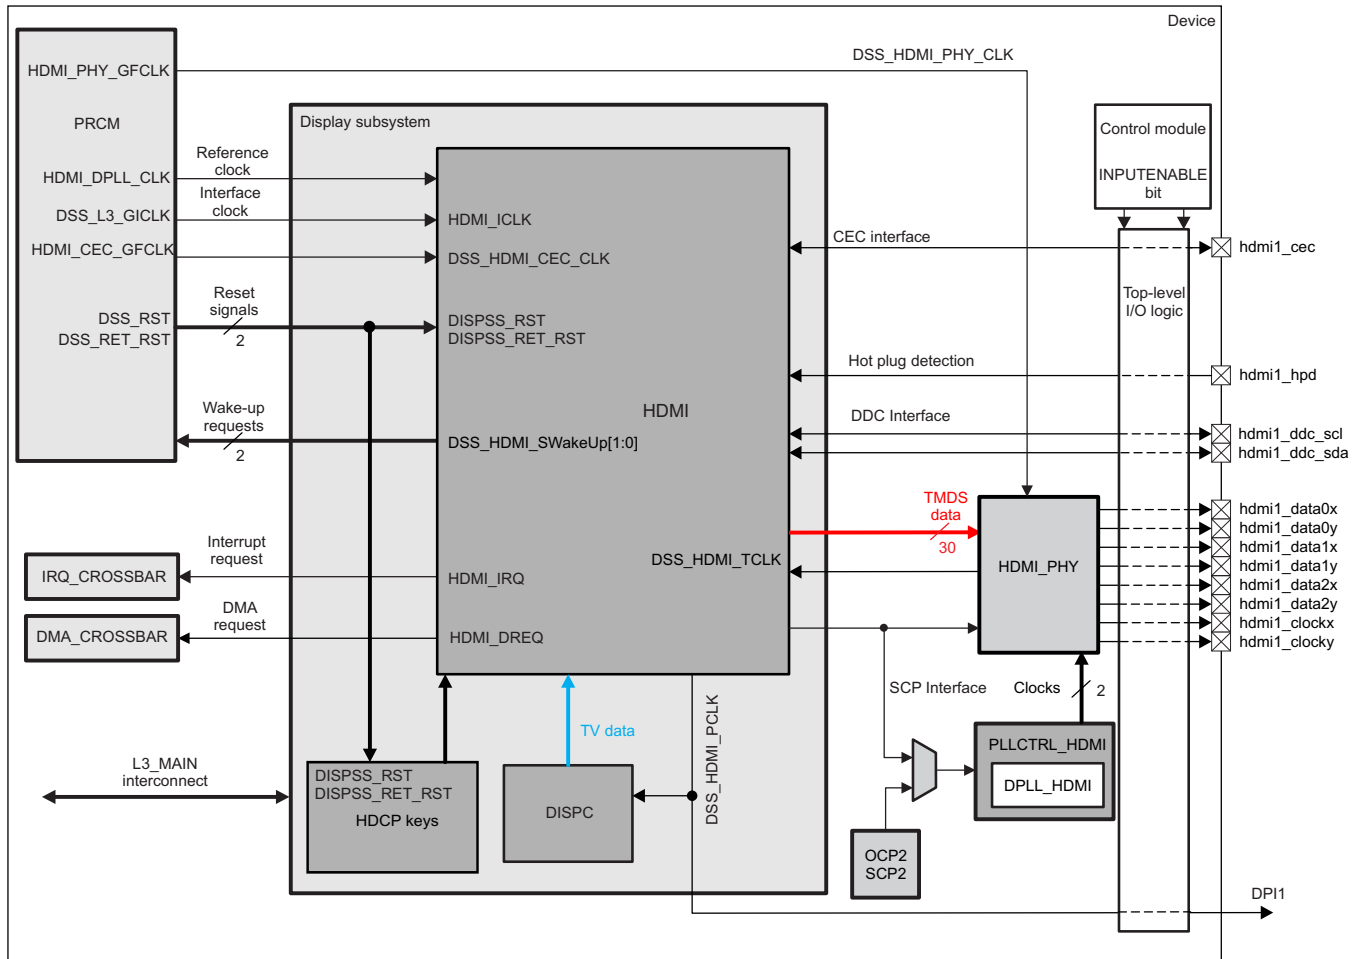 Device
DSS_HDMI_PHY_CLK
HDMI_PHY_GFCLK
PRCM
Display subsystem
Control module
INPUTENABLE
bit
Reference
clock
HDMI_DPLL_CLK
Interface
clock
DSS_L3_GICLK
HDMI_ICLK
HDMI_CEC_GFCLK
DSS_HDMI_CEC_CLK
CEC interface
hdmi1_cec
Reset
signals
2
DSS_RST
DSS_RET_RST
DISPSS_RST
DISPSS_RET_RST
Top-level
I/O logic
Hot plug detection
hdmi1_hpd
HDMI
Wake-up
requests
2
DSS_HDMI_SWakeUp[1:0]
DDC Interface
hdmi1_ddc_scl
hdmi1_ddc_sda
TMDS
data
30
hdmi1_data0x
hdmi1_data0y
hdmi1_data1x
hdmi1_data1y
hdmi1_data2x
hdmi1_data2y
hdmi1_clockx
hdmi1_clocky
DSS_HDMI_TCLK
HDMI_PHY
Interrupt
request
IRQ_CROSSBAR
HDMI_IRQ
DMA
request
DMA_CROSSBAR
HDMI_DREQ
SCP Interface
Clocks
2
TV data
DSS_HDMI_PCLK
PLLCTRL_HDMI
DPLL_HDMI
L3_MAIN
interconnect
DISPSS_RST
DISPSS_RET_RST
HDCP keys
DISPC
OCP2
SCP2
DPI1